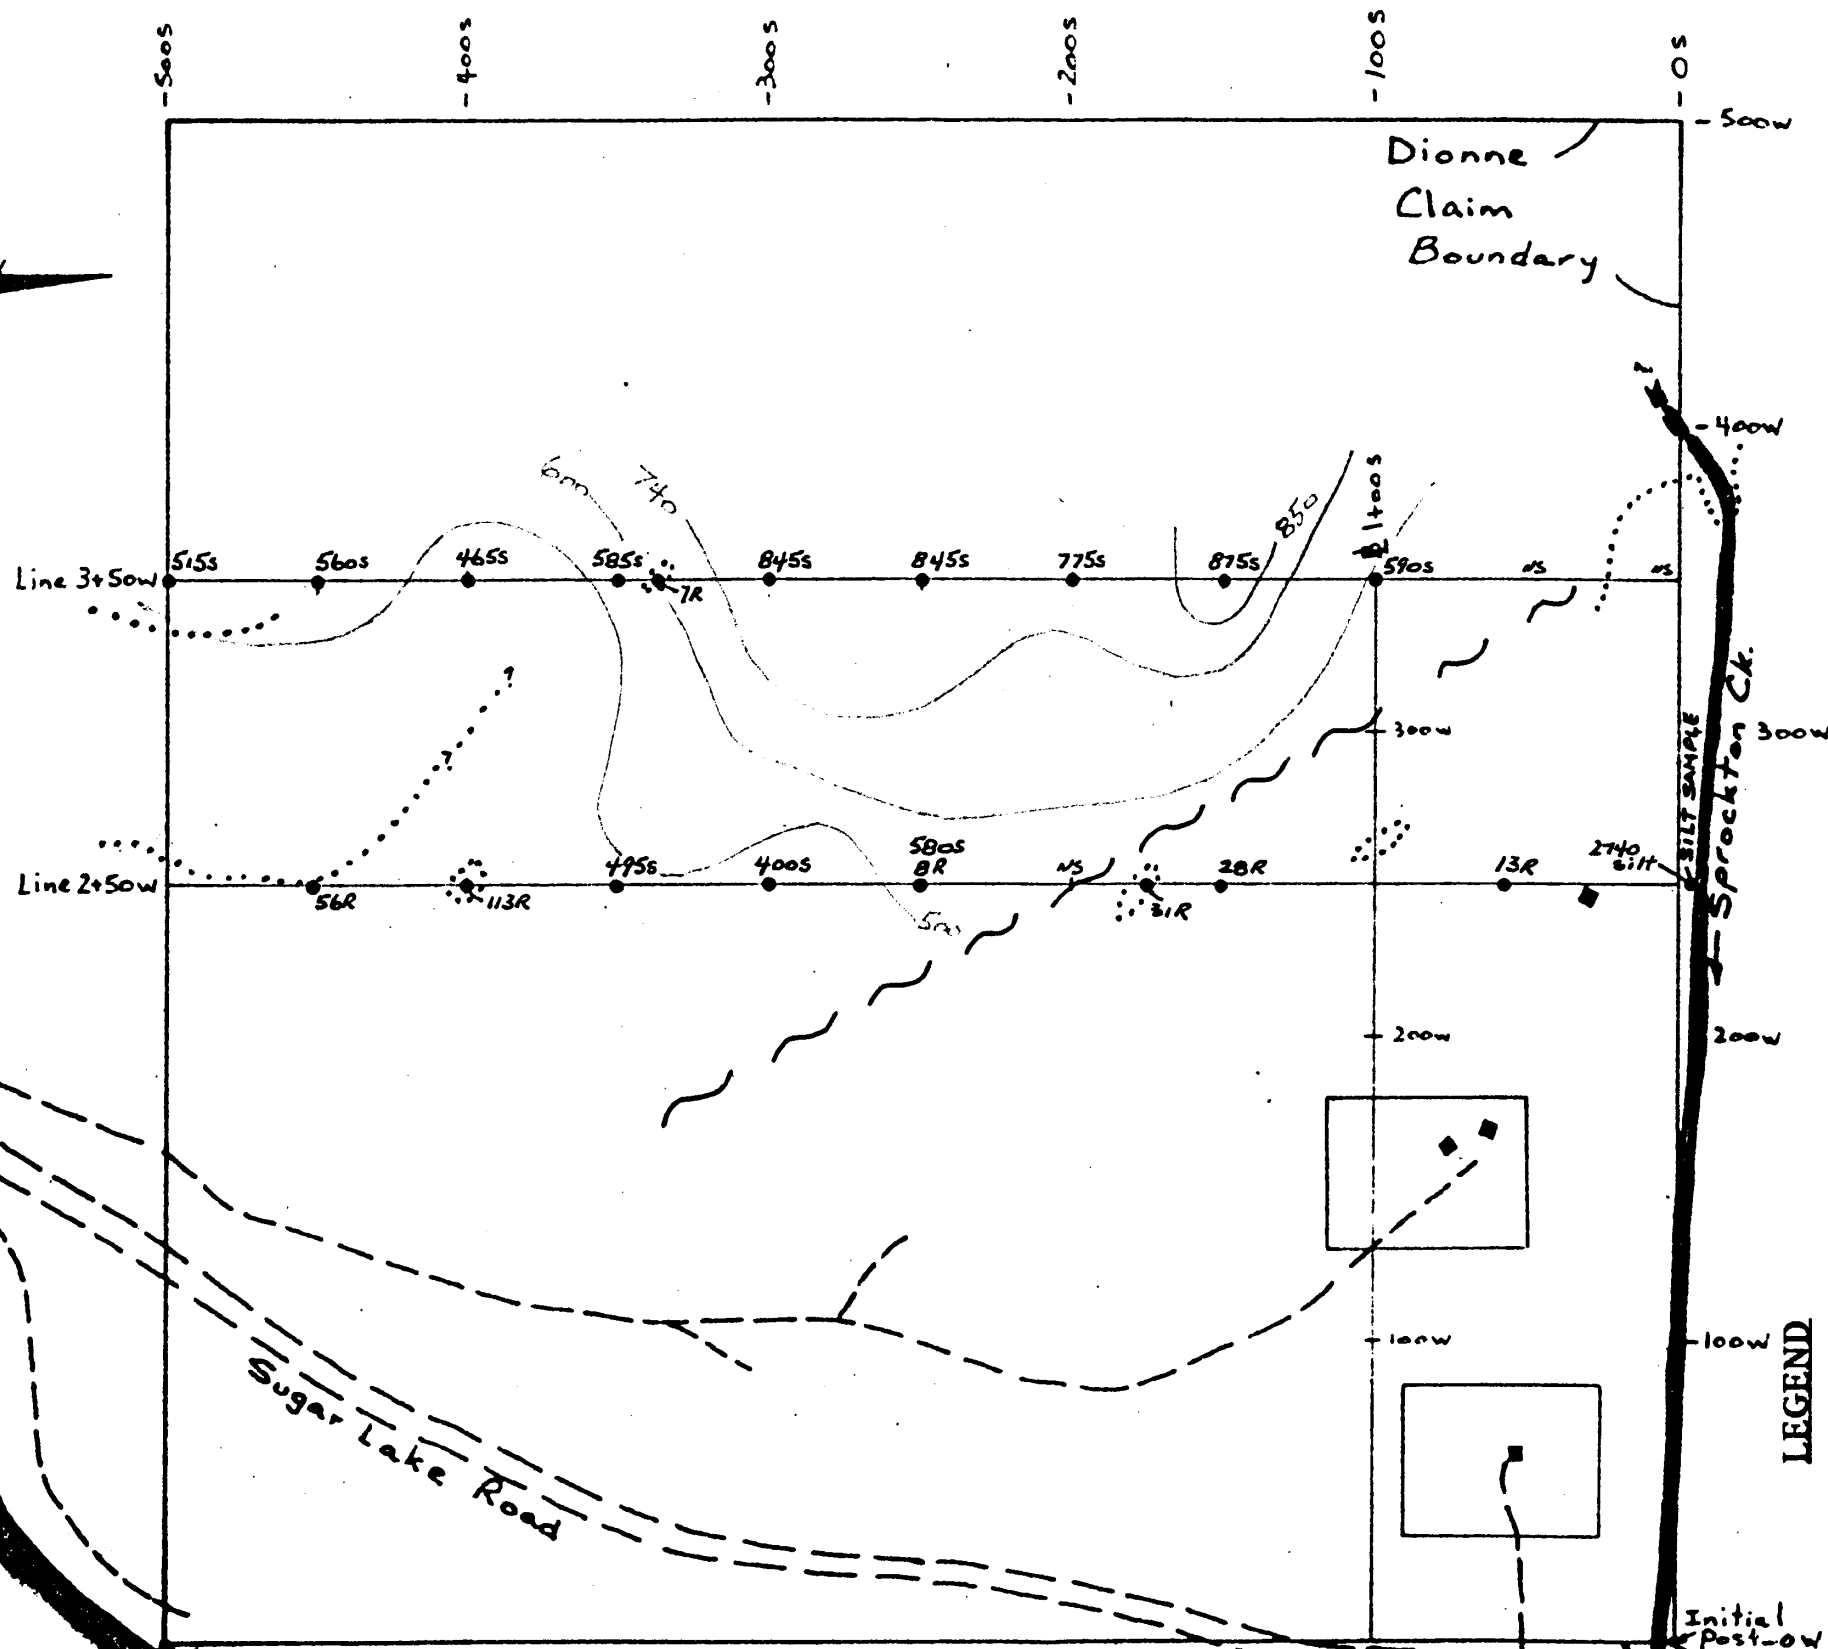 -500S
-400S
-300S
-200S
-100S
-0S
-500W
Dionne
Claim
Boundary
?
-400W
600
740
850
BL 1+00S
Line 3+50W
515S
560S
465S
585S
7R
845S
845S
775S
875S
590S
NS
NS
?
?
300W
300W
SILT SAMPLE
Sprockton Ck.
Line 2+50W
56R
113R
495S
400S
580S
8R
NS
31R
28R
13R
2740
silt
500
200W
200W
100W
-100W
LEGEND
Sugar Lake Road
Initial
Post-0W